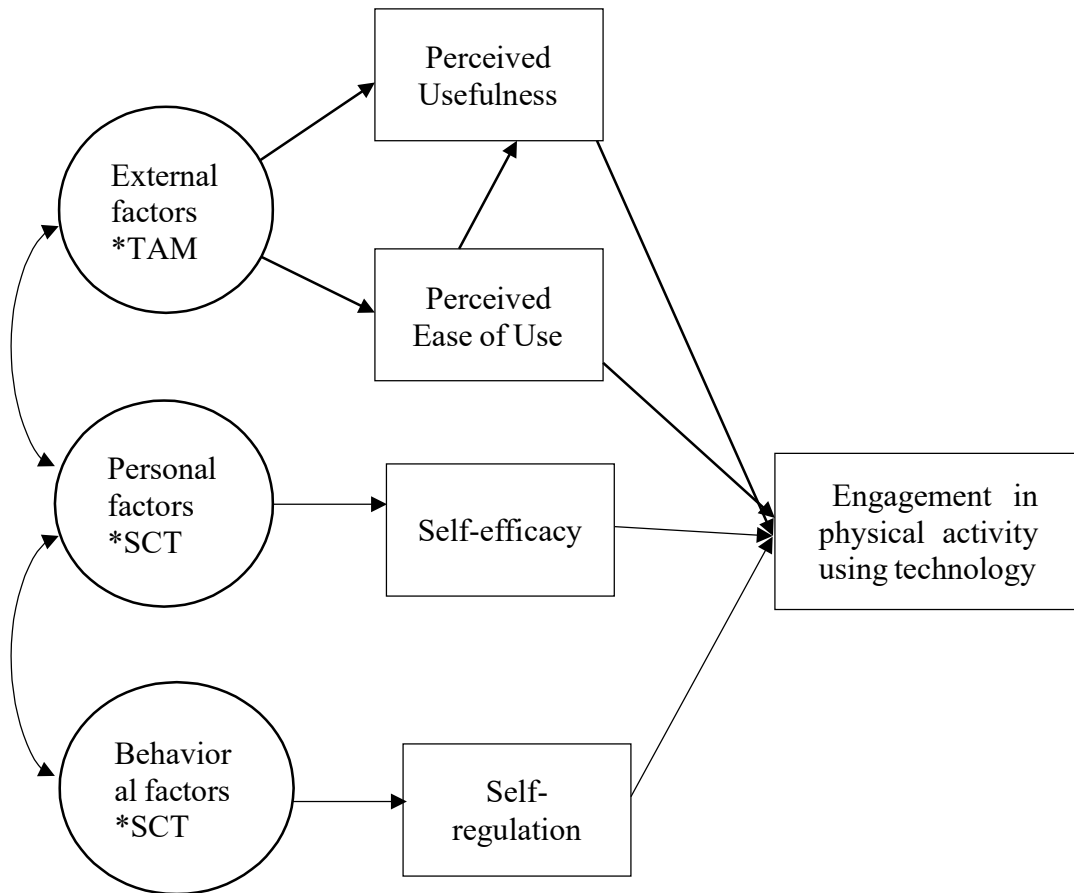 Perceived
Usefulness
External
factors
*TAM
Perceived
Ease of Use
Personal
factors
*SCT
Self-efficacy
Engagement in
physical activity
using technology
Behavior
al factors
*SCT
Self-
regulation